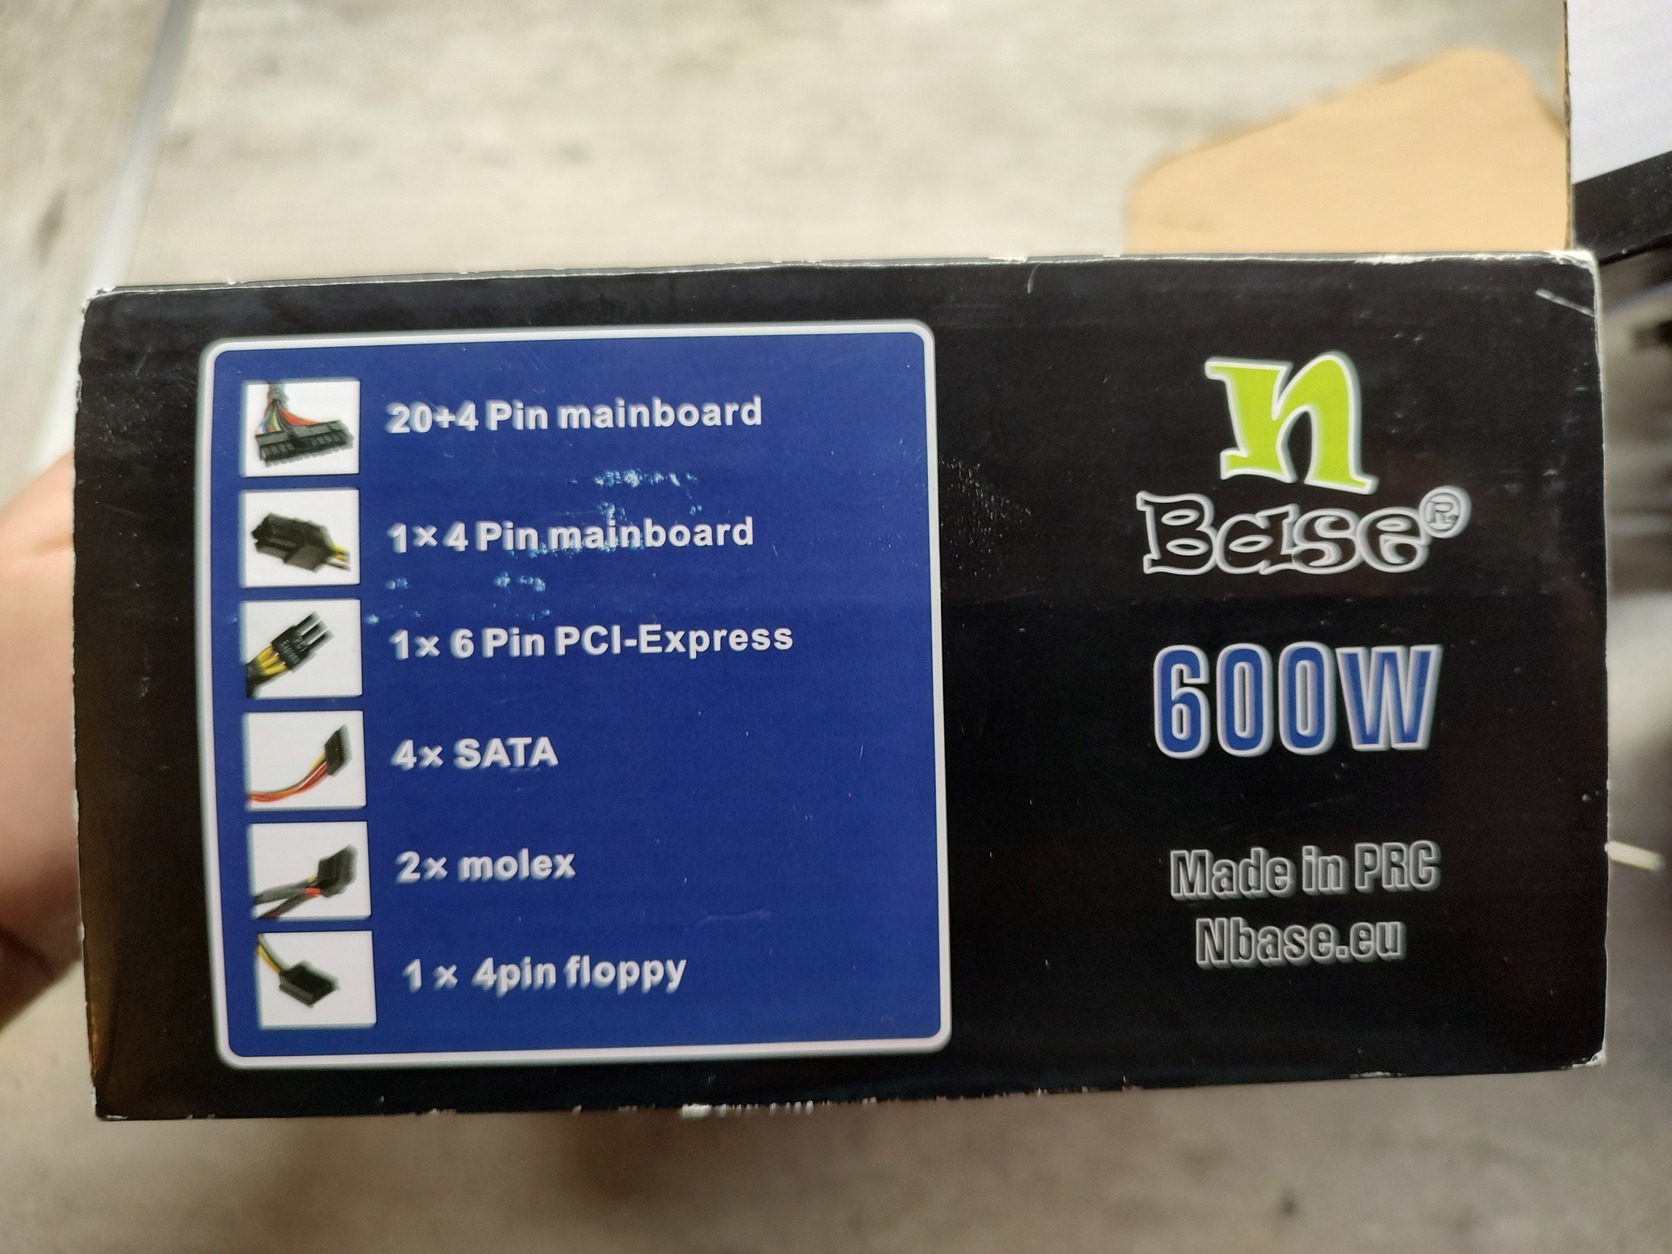 20+4 Pin mainboard
1×4 Pin mainboard
1× 6 Pin PCI-Express
4× SATA
2× molex
1 × 4pin floppy
n
Base®
600W
Made in PRC
Nbase.eu